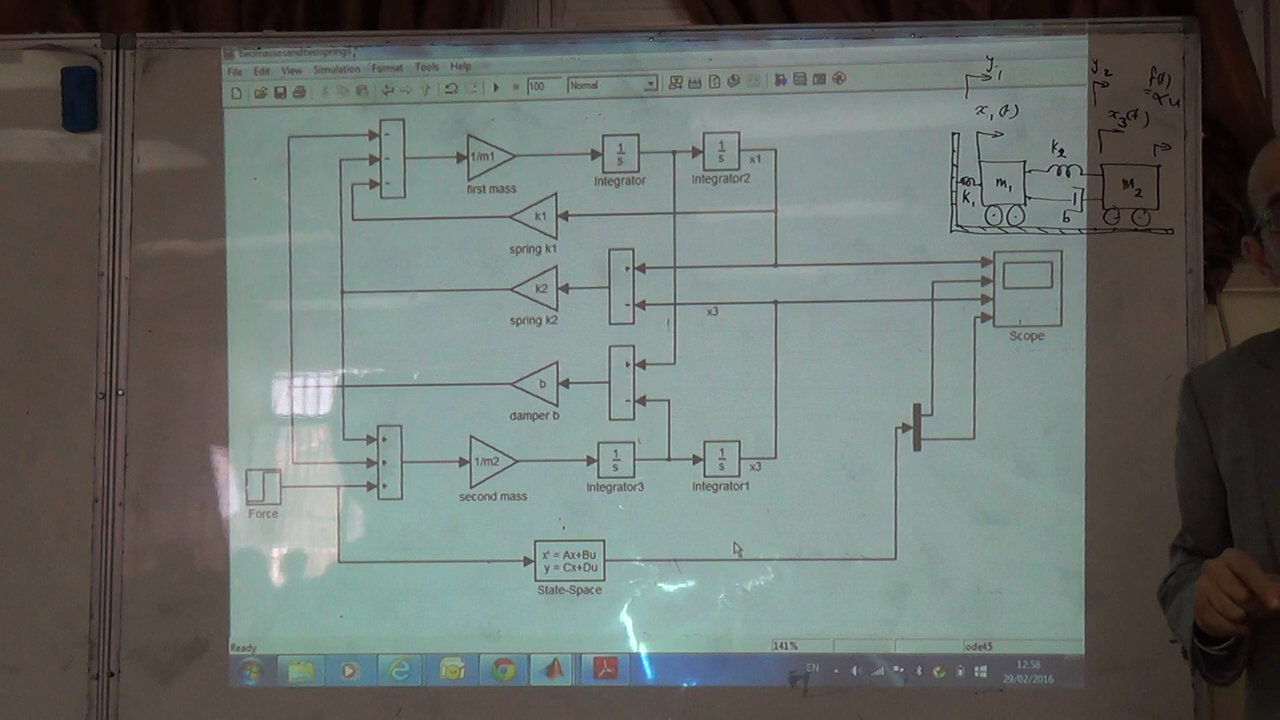 twomassesandtwospring1
File Edit View Simulation Format Tools Help
100 Normal
y1
y2
f(t)
= u
x1(t)
x3(t)
k2
k1
m1
M2
b
1/m1
first mass
1
s
Integrator
1
s
Integrator2
x1
k1
spring k1
k2
spring k2
x3
Scope
b
damper b
1/m2
second mass
1
s
Integrator3
1
s
Integrator1
x3
Force
x' = Ax+Bu
y = Cx+Du
State-Space
Ready 141% ode45
EN 12:58
29/02/2016